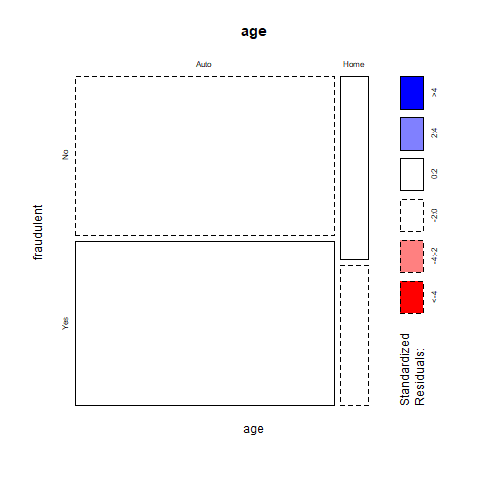 age
Auto Home
No
Yes
fraudulent
age
>4
2:4
0:2
-2:0
-4:-2
<-4
Standardized
Residuals: